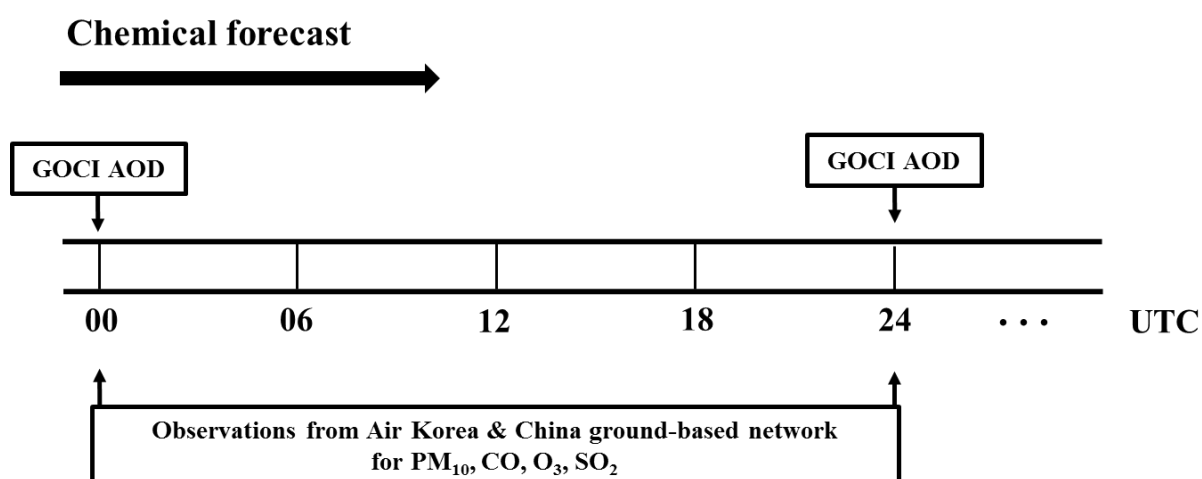 Chemical forecast
GOCI AOD
GOCI AOD
00 06 12 18 24 ... UTC
Observations from Air Korea & China ground-based network
for PM₁₀, CO, O₃, SO₂